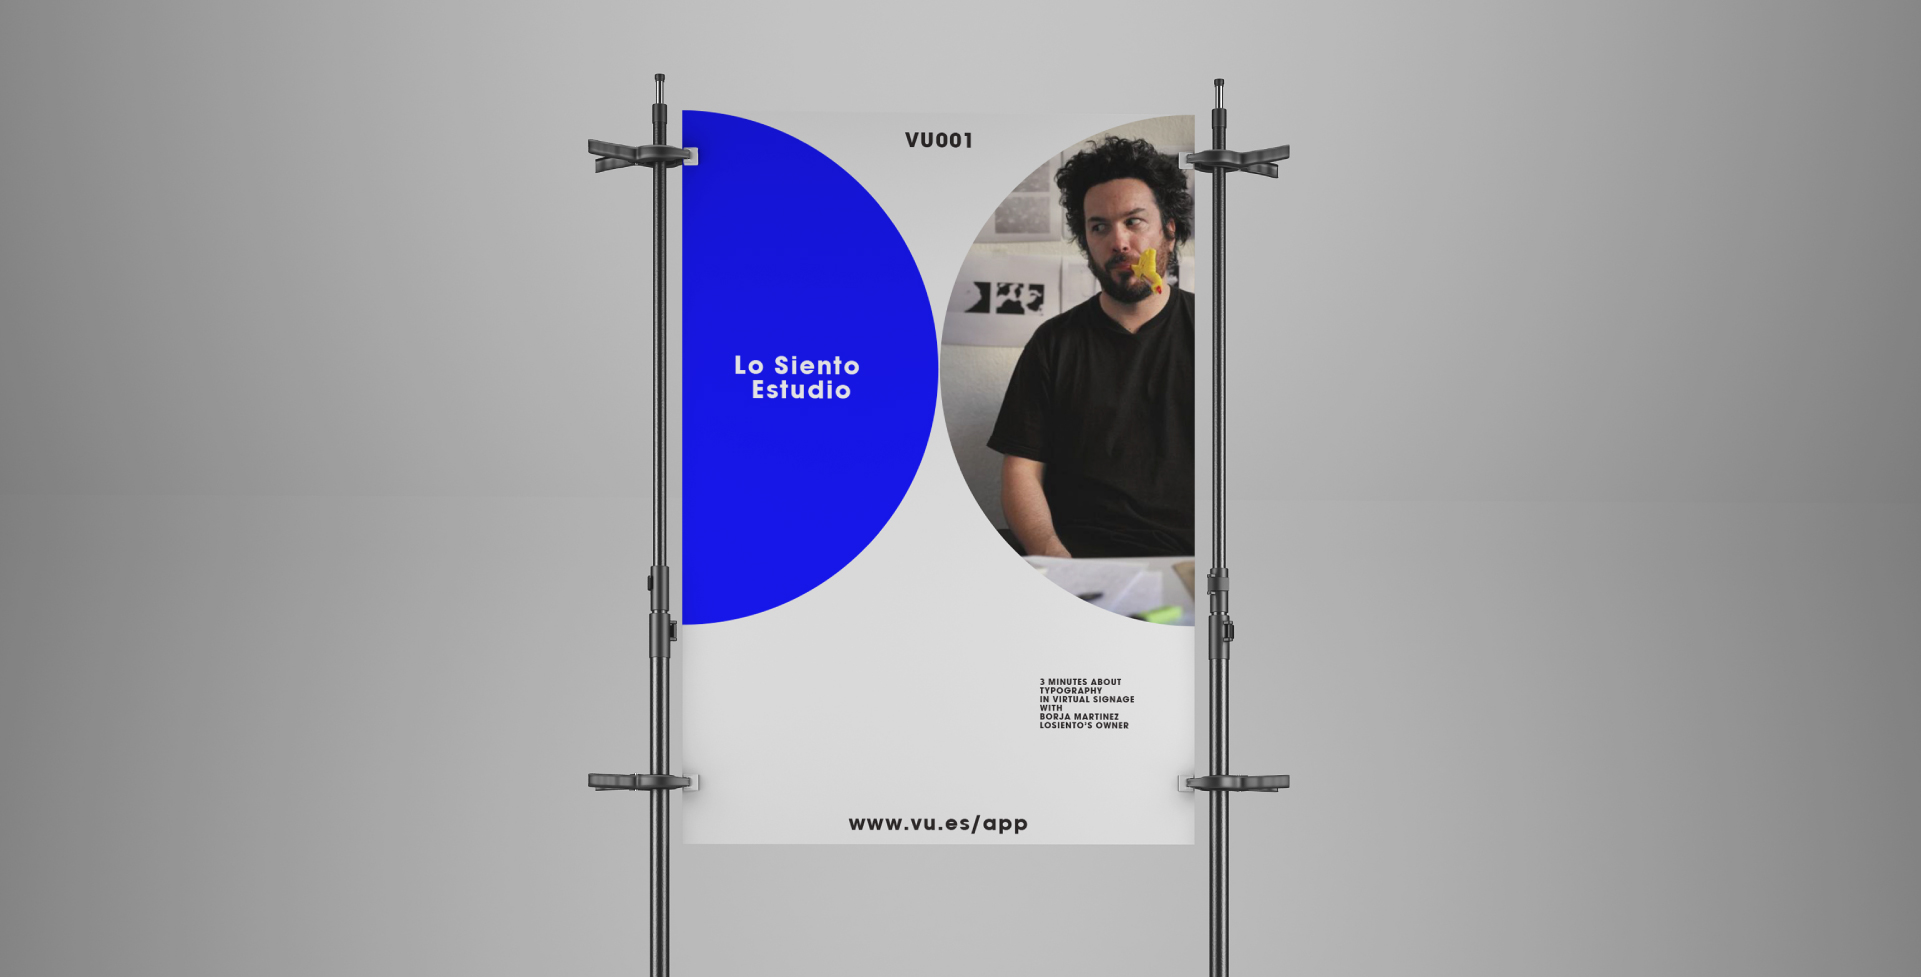 VU001
Lo Siento
Estudio
3 MINUTES ABOUT
TYPOGRAPHY
IN VIRTUAL SIGNAGE
WITH
BORJA MARTINEZ
LOSIENTO'S OWNER
www.vu.es/app